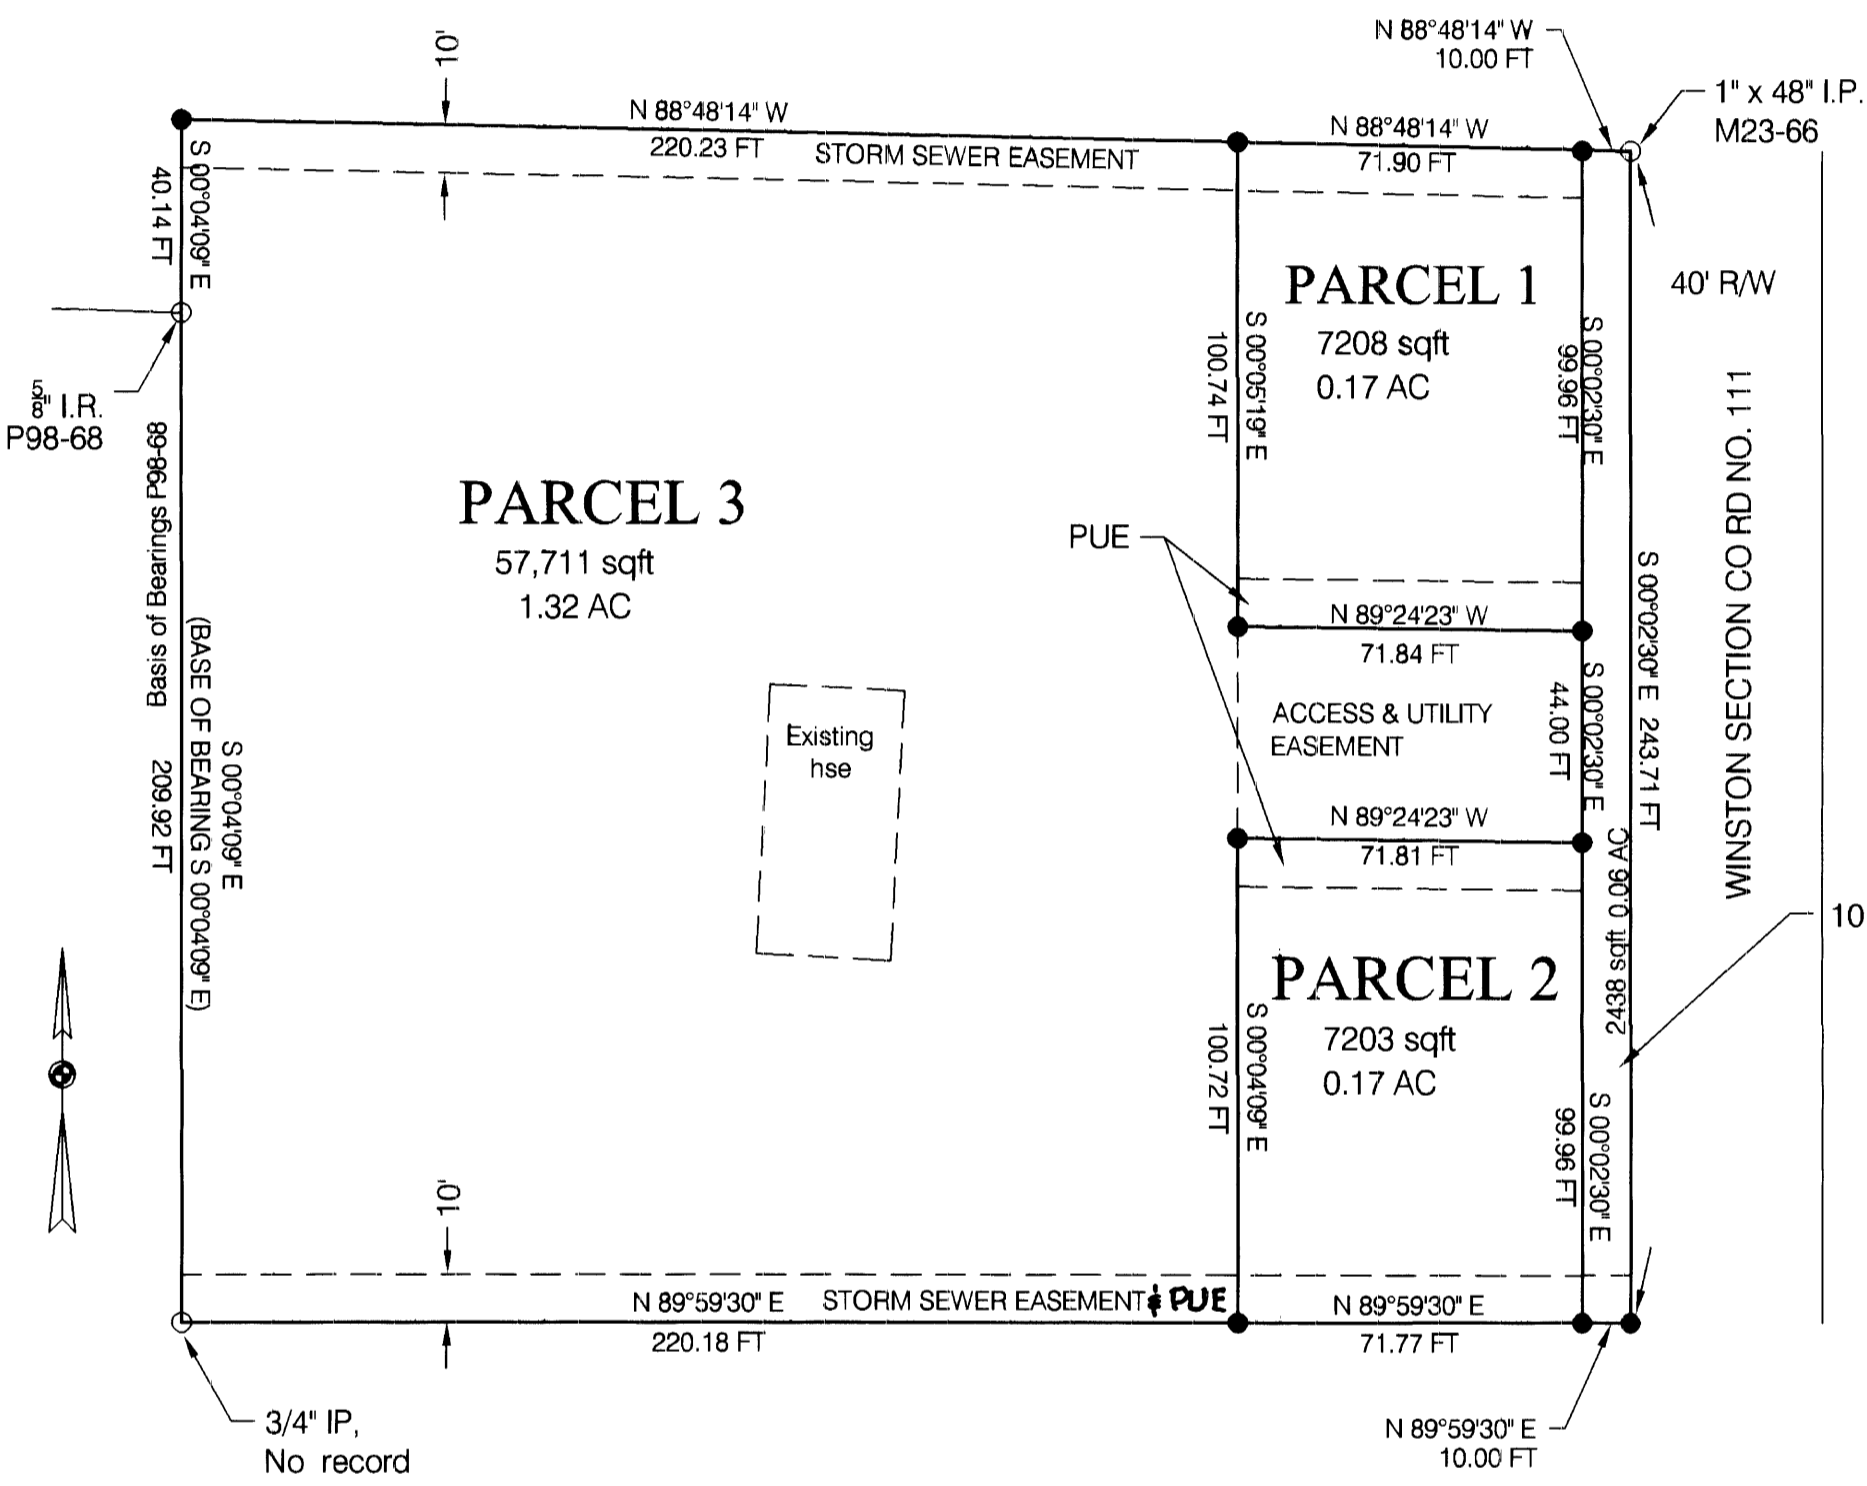 10'
N 88°48'14" W
10.00 FT
1" x 48" I.P.
M23-66
N 88°48'14" W
220.23 FT
STORM SEWER EASEMENT
N 88°48'14" W
71.90 FT
S 00°04'09" E
40.14 FT
40' R/W
PARCEL 1
7208 sqft
0.17 AC
S 00°05'19" E
100.74 FT
S 00°02'30" E
99.96 FT
5/8" I.R.
P98-68
Basis of Bearings P98-68
PARCEL 3
57,711 sqft
1.32 AC
PUE
N 89°24'23" W
71.84 FT
ACCESS & UTILITY
EASEMENT
S 00°02'30" E
44.00 FT
S 00°02'30" E 243.71 FT
WINSTON SECTION CO RD NO. 111
Existing
hse
S 00°04'09" E
(BASE OF BEARING S 00°04'09" E)
209.92 FT
N 89°24'23" W
71.81 FT
2438 sqft 0.06 AC
10
PARCEL 2
7203 sqft
0.17 AC
S 00°04'09" E
100.72 FT
S 00°02'30" E
99.96 FT
10'
N 89°59'30" E
220.18 FT
STORM SEWER EASEMENT & PUE
N 89°59'30" E
71.77 FT
3/4" IP,
No record
N 89°59'30" E
10.00 FT